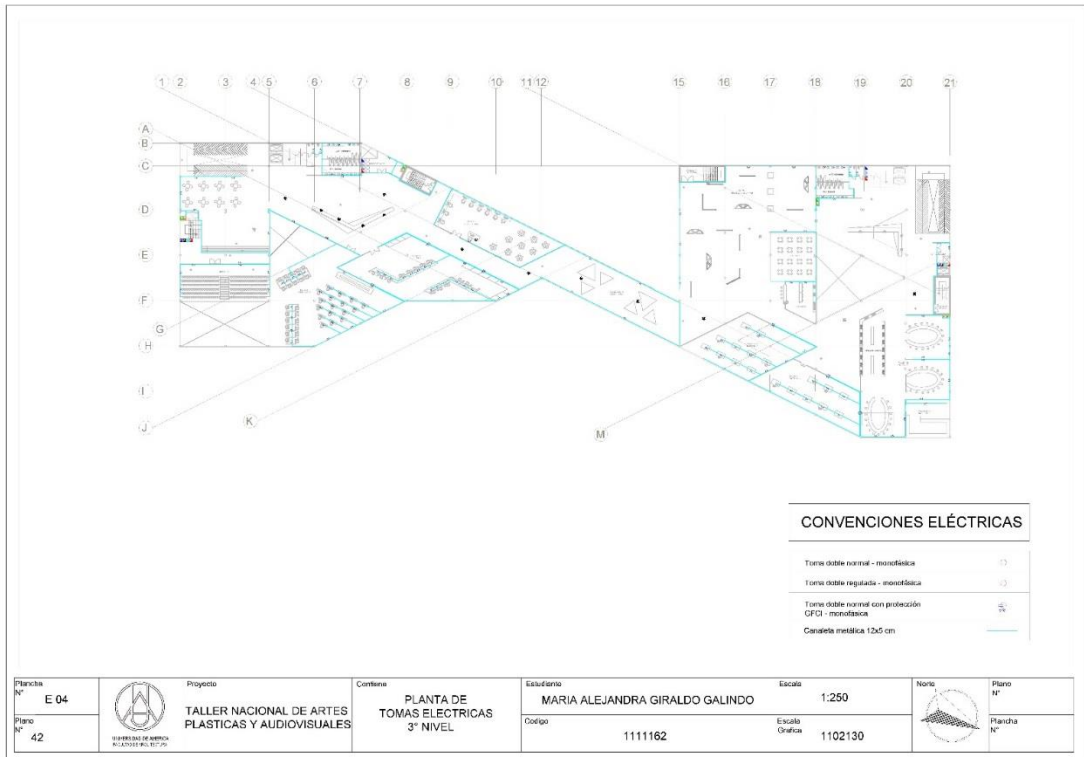 1 2 3 4 5 6 7 8 9 10 11 12 15 16 17 18 19 20 21
A
B
C
D
E
F
G
H
I
J
K
M
CONVENCIONES ELÉCTRICAS
Toma doble normal - monofásica
Toma doble regulada - monofásica
Toma doble normal con protección
GFCI - monofásica
Canaleta metálica 12x5 cm
Plancha
N°
E 04
Plano
N°
42
UNIVERSIDAD DE AMERICA
Proyecto
TALLER NACIONAL DE ARTES
PLASTICAS Y AUDIOVISUALES
Contiene
PLANTA DE
TOMAS ELECTRICAS
3° NIVEL
Estudiante
MARIA ALEJANDRA GIRALDO GALINDO
Codigo
1111162
Escala
1:250
Escala
Grafica
1102130
Norte
Plano
N°
Plancha
N°